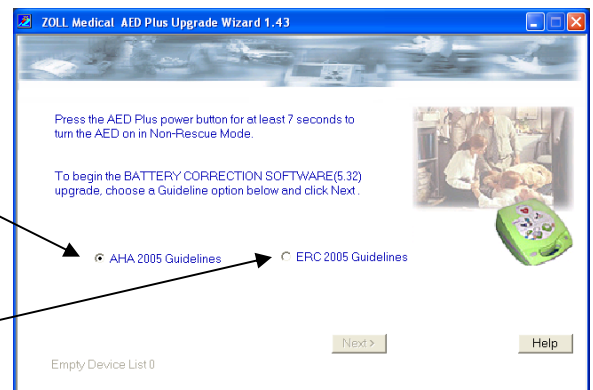 ZOLL Medical AED Plus Upgrade Wizard 1.43
Press the AED Plus power button for at least 7 seconds to
turn the AED on in Non-Rescue Mode.
To begin the BATTERY CORRECTION SOFTWARE(5.32)
upgrade, choose a Guideline option below and click Next .
AHA 2005 Guidelines
ERC 2005 Guidelines
Next >
Help
Empty Device List 0